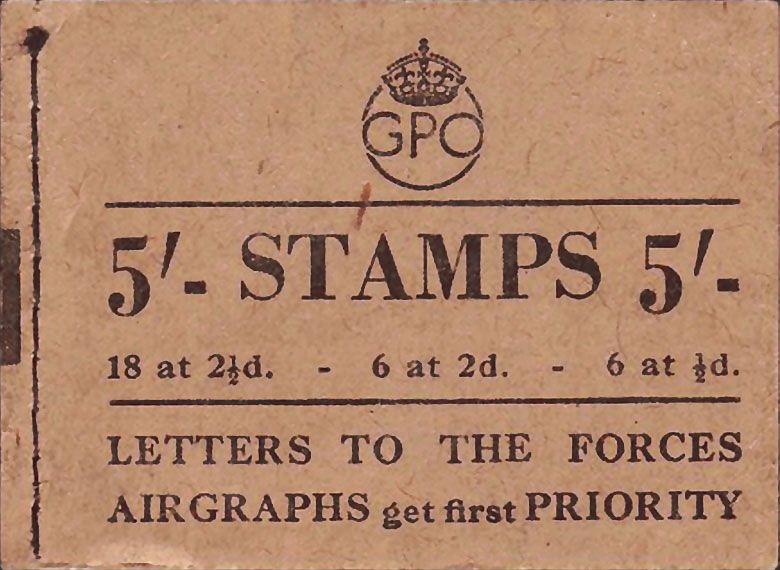 GPO
5/- STAMPS 5/-
18 at 2½d. - 6 at 2d. - 6 at ½d.
LETTERS TO THE FORCES
AIRGRAPHS get first PRIORITY